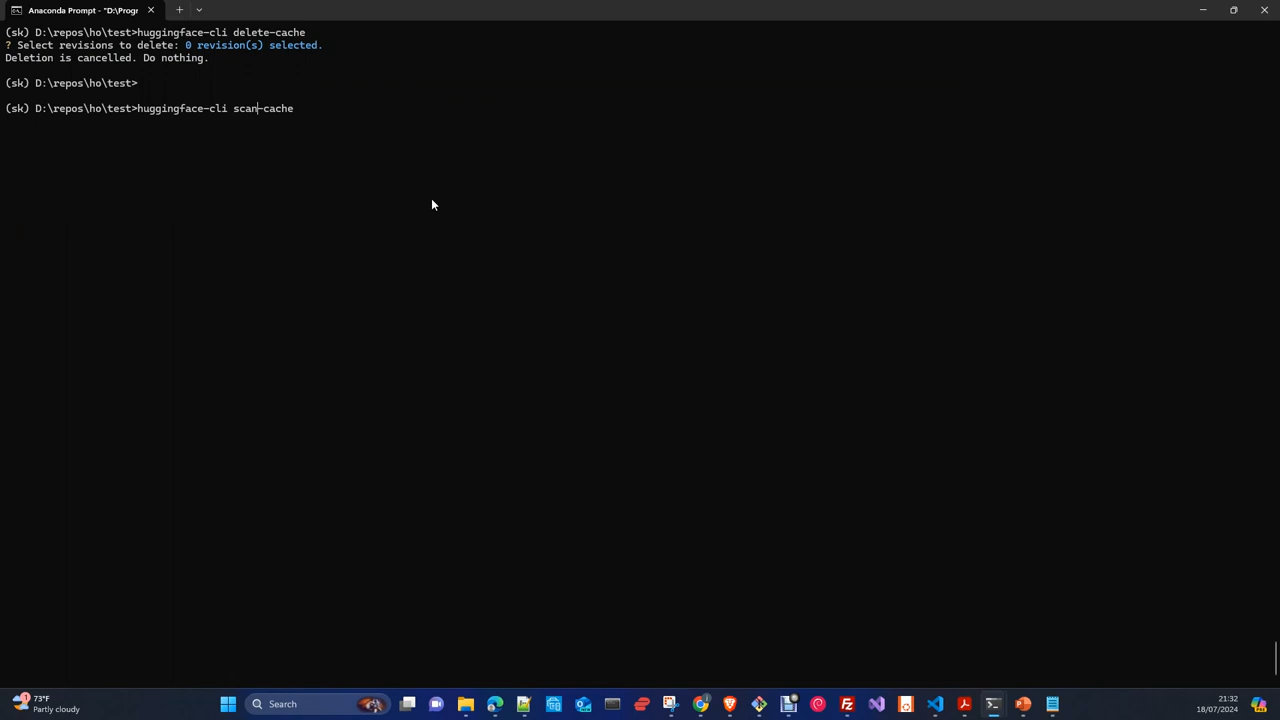 Anaconda Prompt - "D:\Progr
(sk) D:\repos\ho\test>huggingface-cli delete-cache
? Select revisions to delete: 0 revision(s) selected.
Deletion is cancelled. Do nothing.
(sk) D:\repos\ho\test>
(sk) D:\repos\ho\test>huggingface-cli scan-cache
1
73°F
Partly cloudy
Search
21:32
18/07/2024